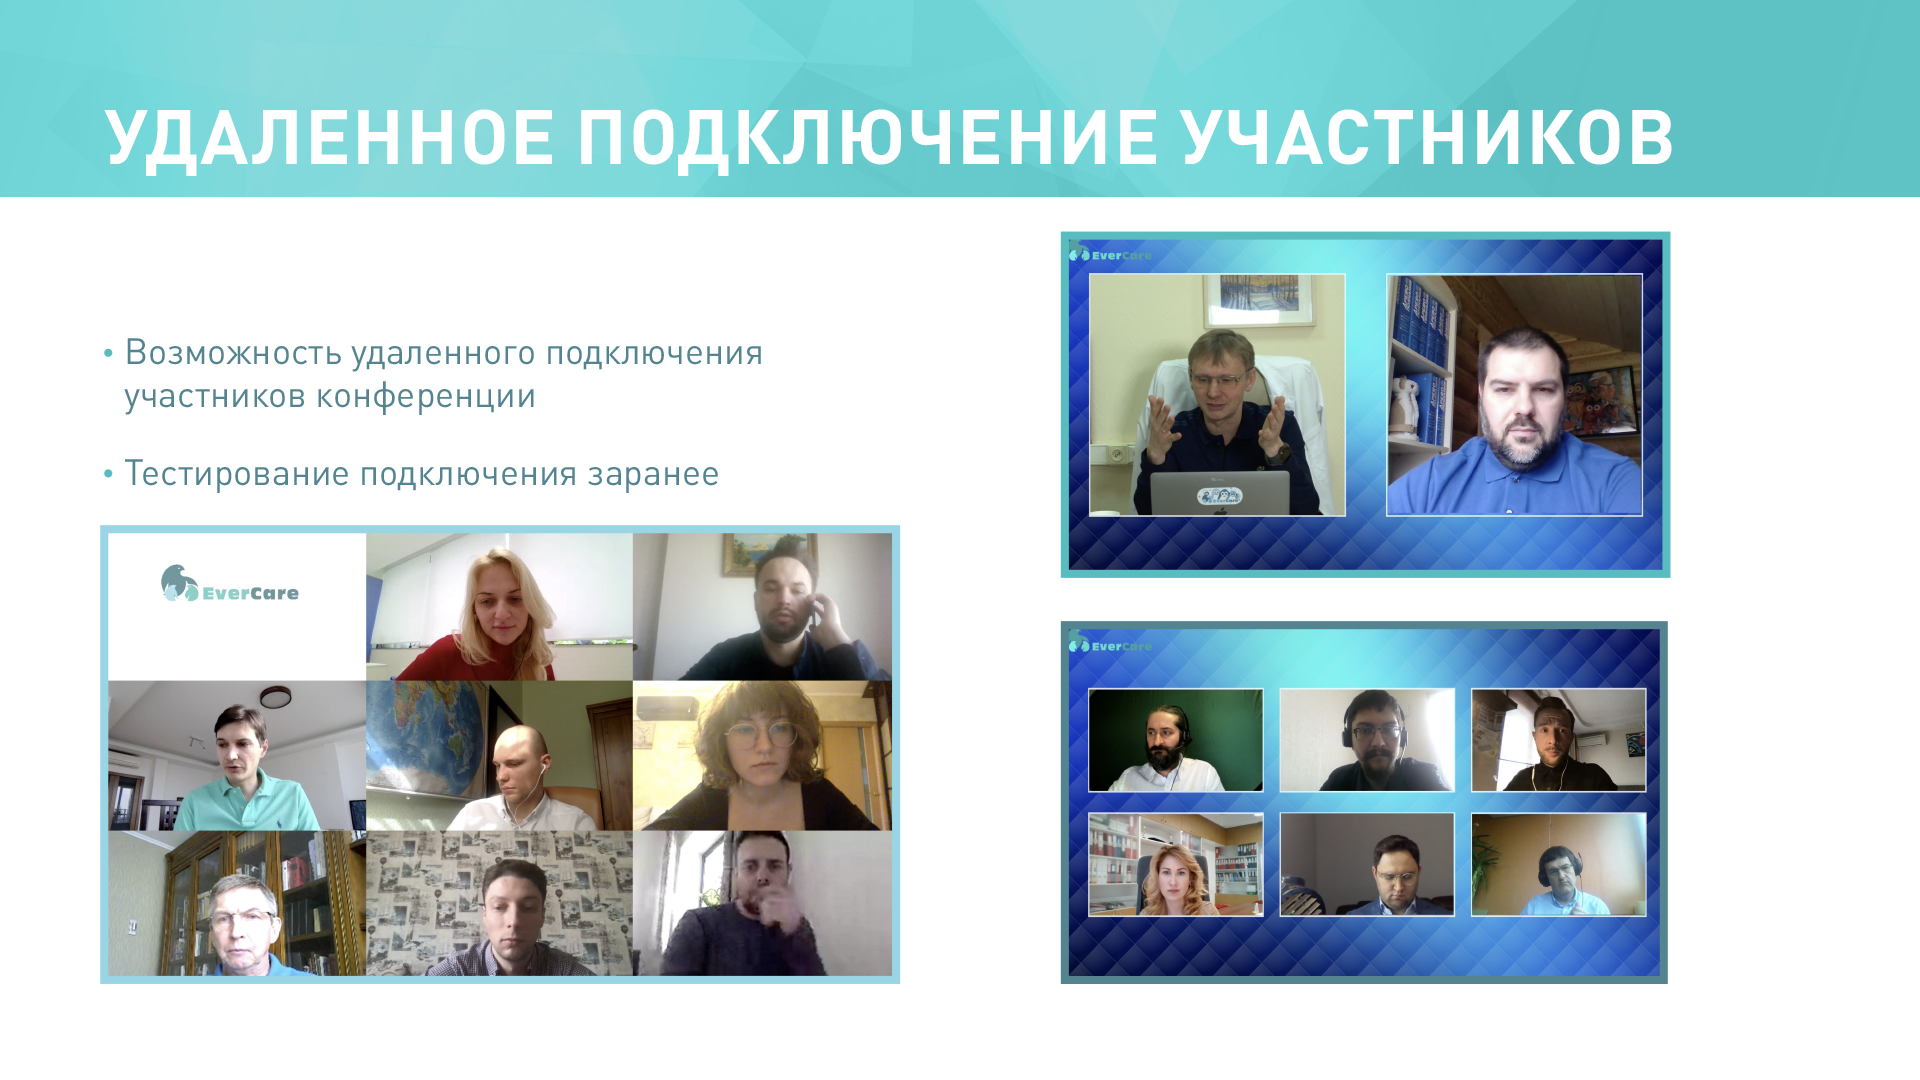 УДАЛЕННОЕ ПОДКЛЮЧЕНИЕ УЧАСТНИКОВ
• Возможность удаленного подключения
участников конференции
• Тестирование подключения заранее
EverCare
EverCare
EverCare